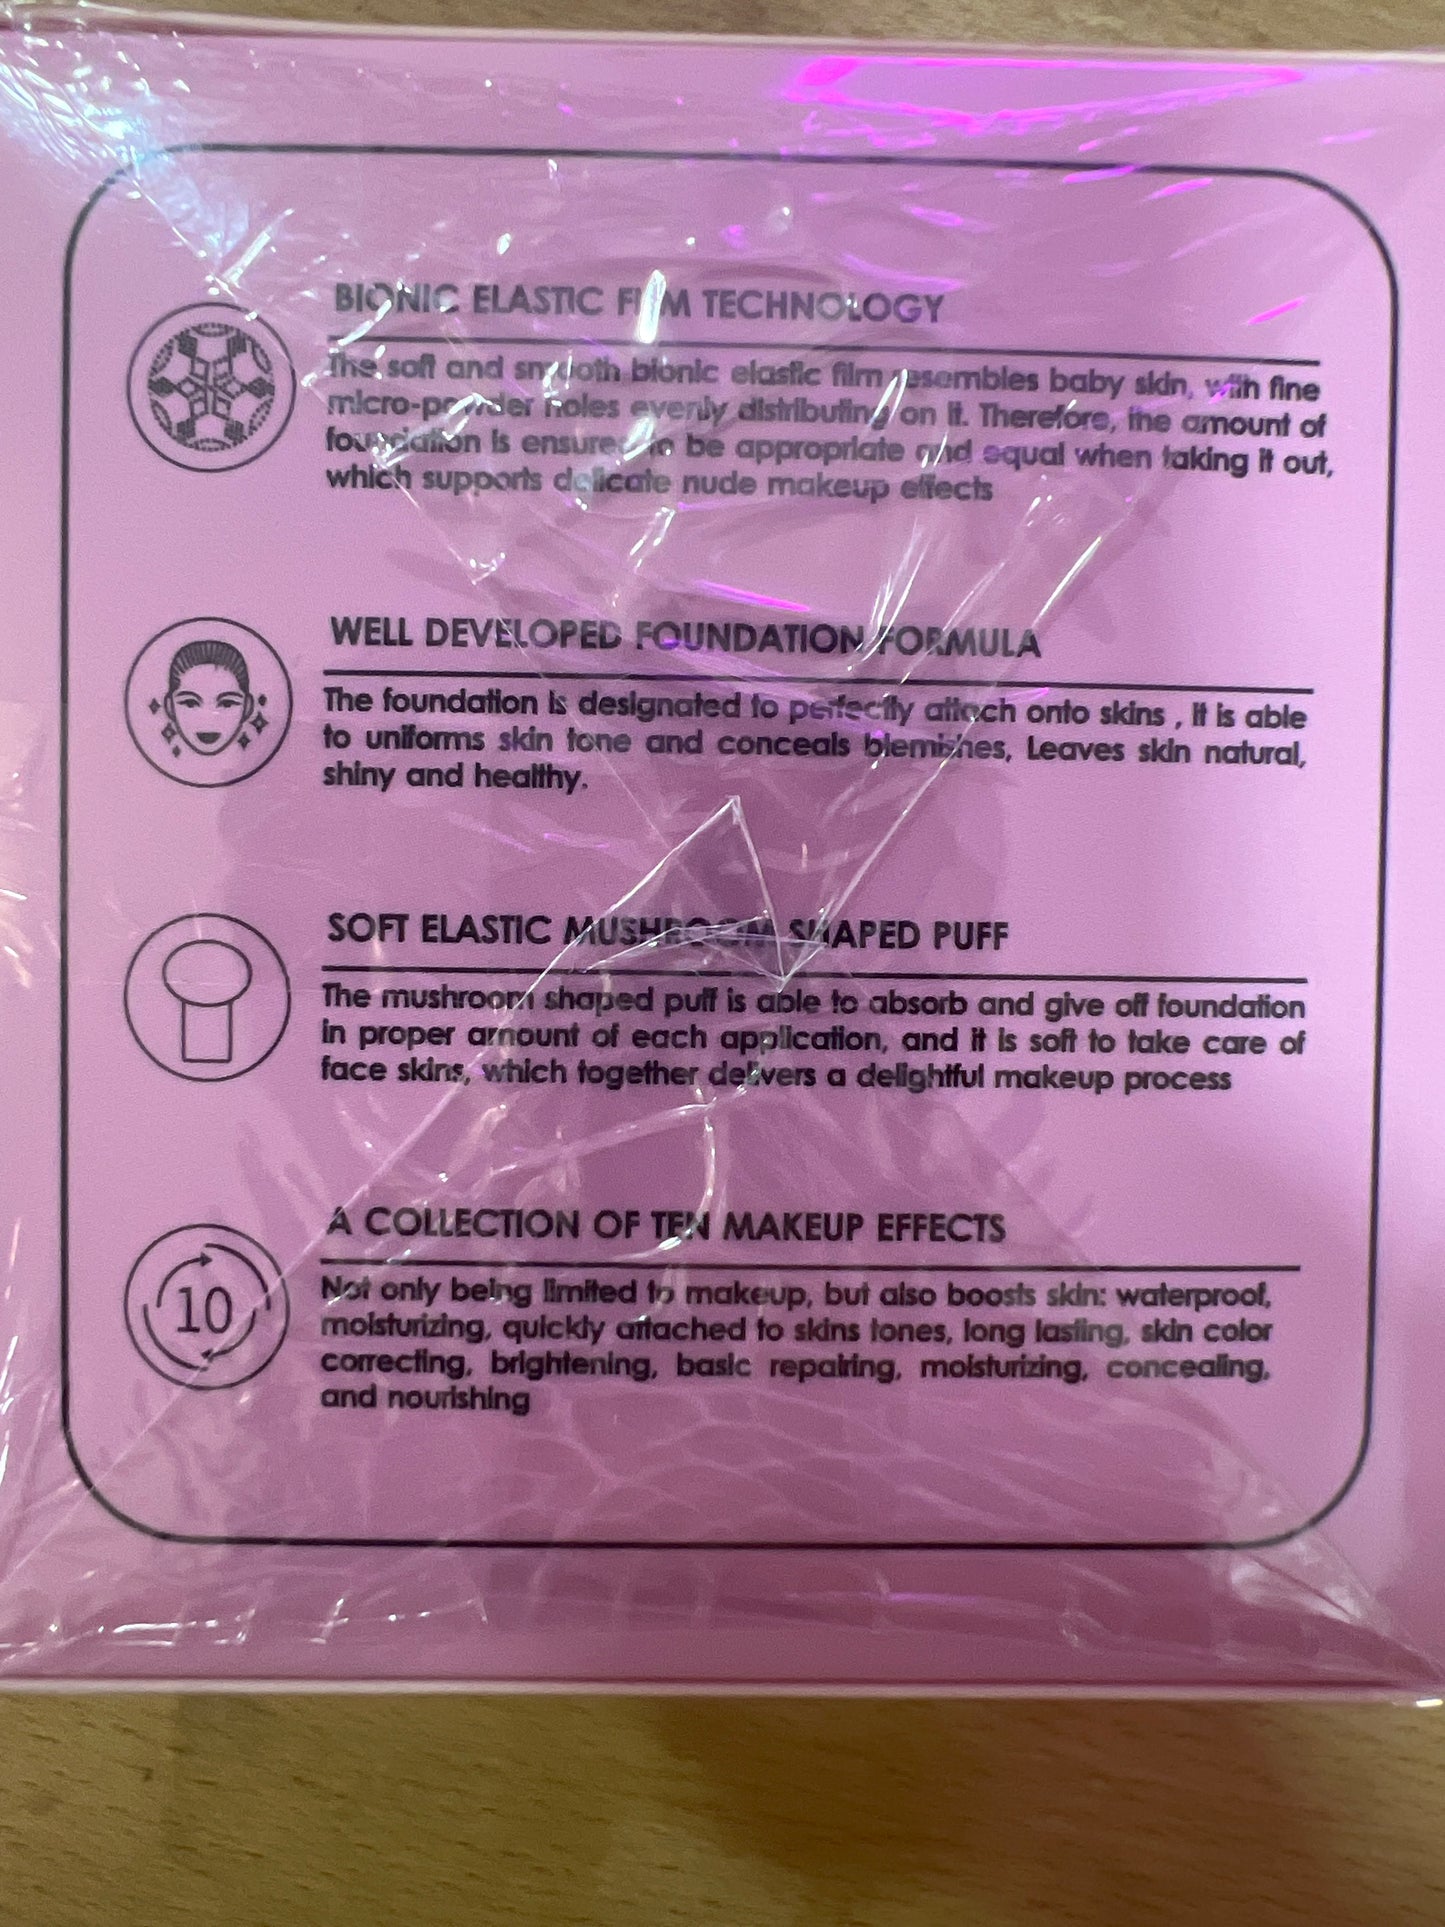 BIONIC ELASTIC FILM TECHNOLOGY
The soft and smooth bionic elastic film resembles baby skin, with fine
micro-powder holes evenly distributing on it. Therefore, the amount of
foundation is ensured to be appropriate and equal when taking it out,
which supports delicate nude makeup effects
WELL DEVELOPED FOUNDATION FORMULA
The foundation is designated to perfectly attach onto skins , it is able
to uniforms skin tone and conceals blemishes, Leaves skin natural,
shiny and healthy.
SOFT ELASTIC MUSHROOM SHAPED PUFF
The mushroom shaped puff is able to absorb and give off foundation
in proper amount of each application, and it is soft to take care of
face skins, which together delivers a delightful makeup process
A COLLECTION OF TEN MAKEUP EFFECTS
10
Not only being limited to makeup, but also boosts skin: waterproof,
moisturizing, quickly attached to skins tones, long lasting, skin color
correcting, brightening, basic repairing, moisturizing, concealing,
and nourishing